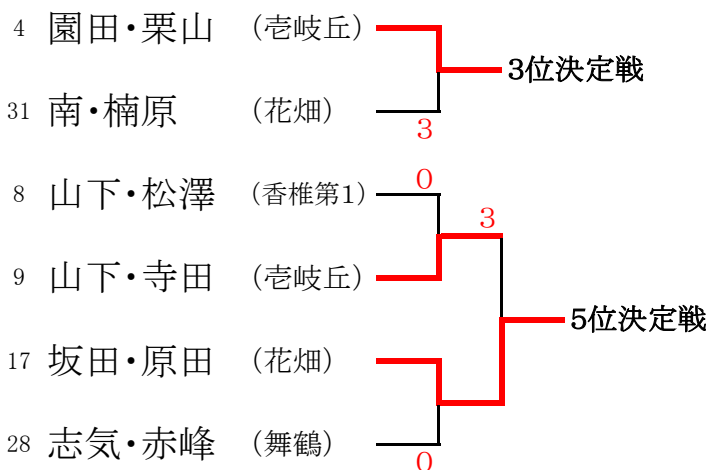 4 園田・栗山 (壱岐丘)
3位決定戦
31 南・楠原 (花畑)
3
8 山下・松澤 (香椎第1)
0
3
9 山下・寺田 (壱岐丘)
5位決定戦
17 坂田・原田 (花畑)
28 志気・赤峰 (舞鶴)
0